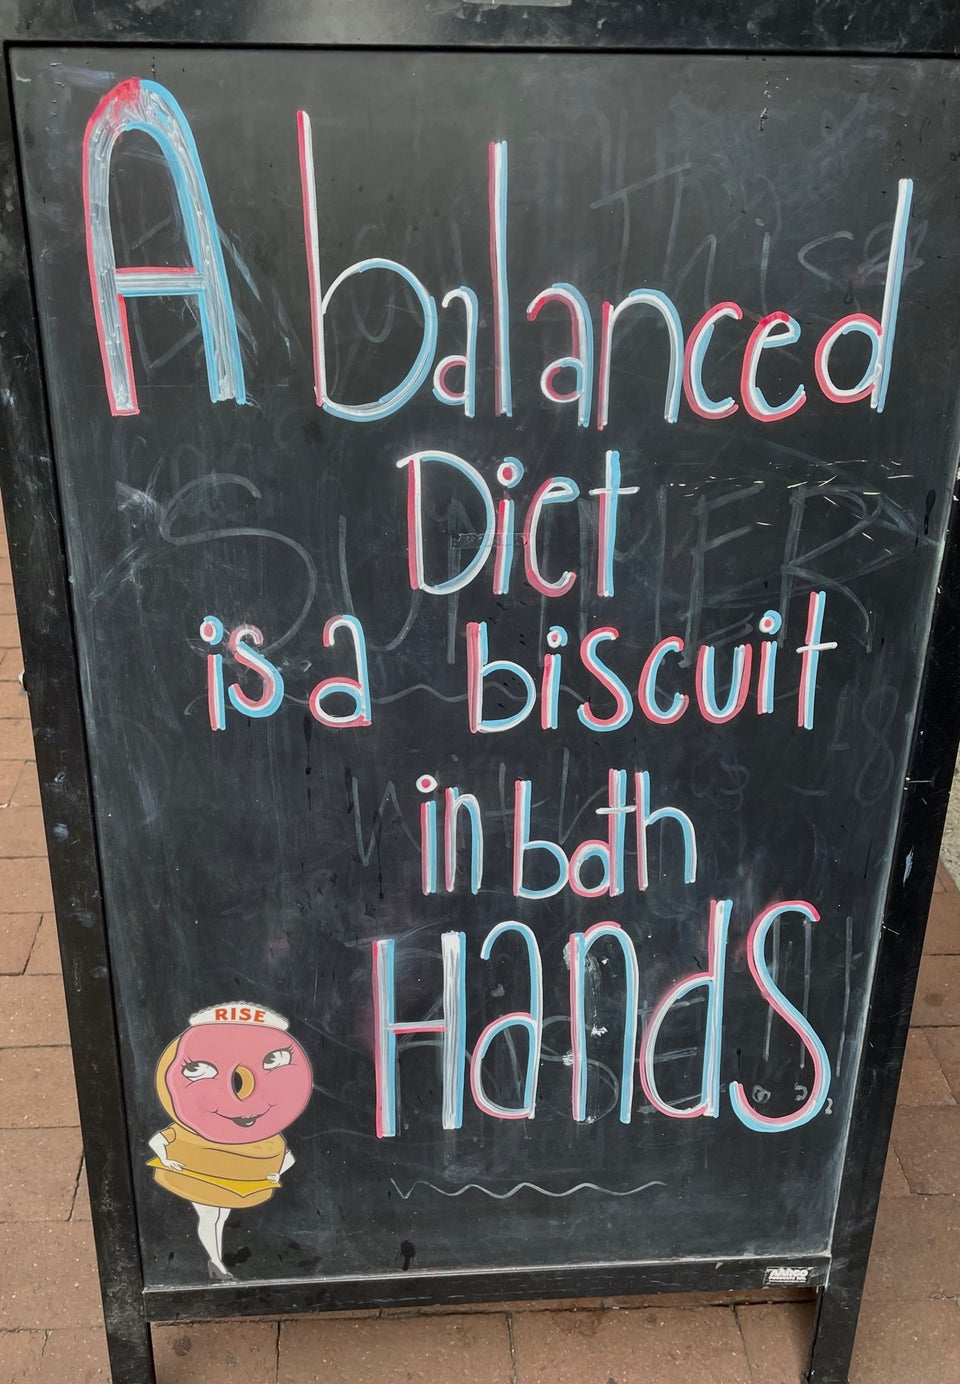 A balanced
Diet
is a biscuit
in both
Hands
RISE